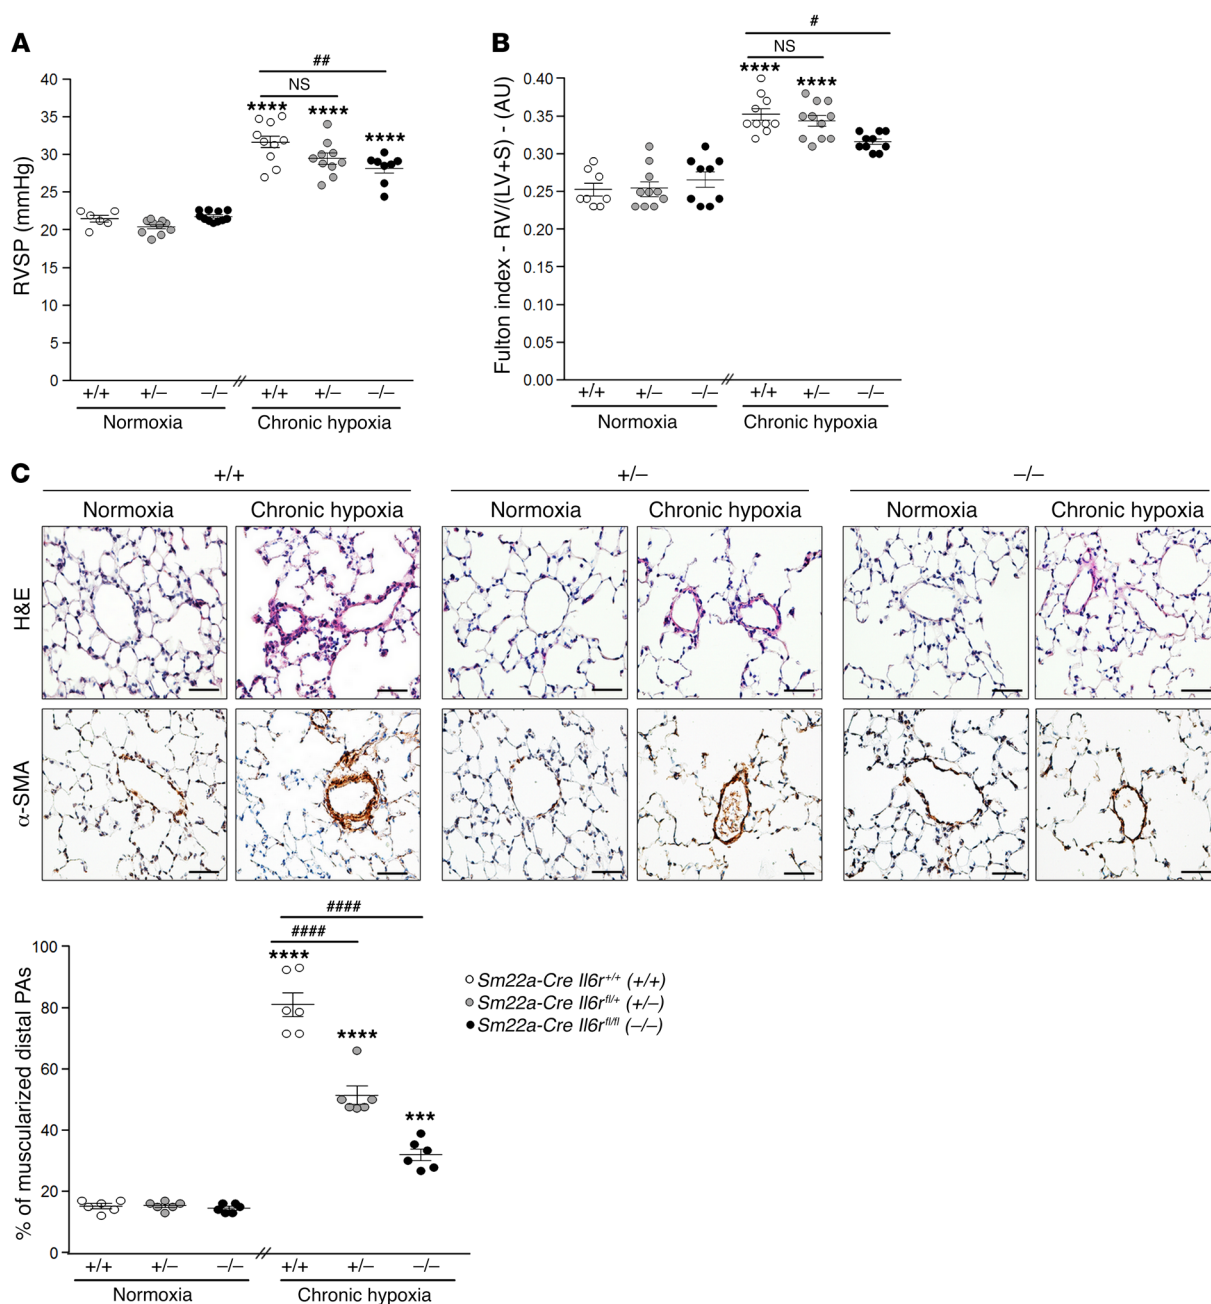 A
##
NS
40
35
30
25
20
15
10
5
0
RVSP (mmHg)
****
****
****
+/+
+/–
–/–
+/+
+/–
–/–
Normoxia
Chronic hypoxia
B
#
NS
0.40
0.35
0.30
0.25
0.20
0.15
0.10
0.05
0.00
Fulton index - RV/(LV+S) - (AU)
****
****
+/+
+/–
–/–
+/+
+/–
–/–
Normoxia
Chronic hypoxia
C
+/+
+/–
–/–
Normoxia
Chronic hypoxia
Normoxia
Chronic hypoxia
Normoxia
Chronic hypoxia
H&E
α-SMA
####
####
100
80
60
40
20
0
% of muscularized distal PAs
****
****
***
+/+
+/–
–/–
+/+
+/–
–/–
Normoxia
Chronic hypoxia
Sm22a-Cre Il6r+/+ (+/+)
Sm22a-Cre Il6rfl/+ (+/–)
Sm22a-Cre Il6rfl/fl (–/–)